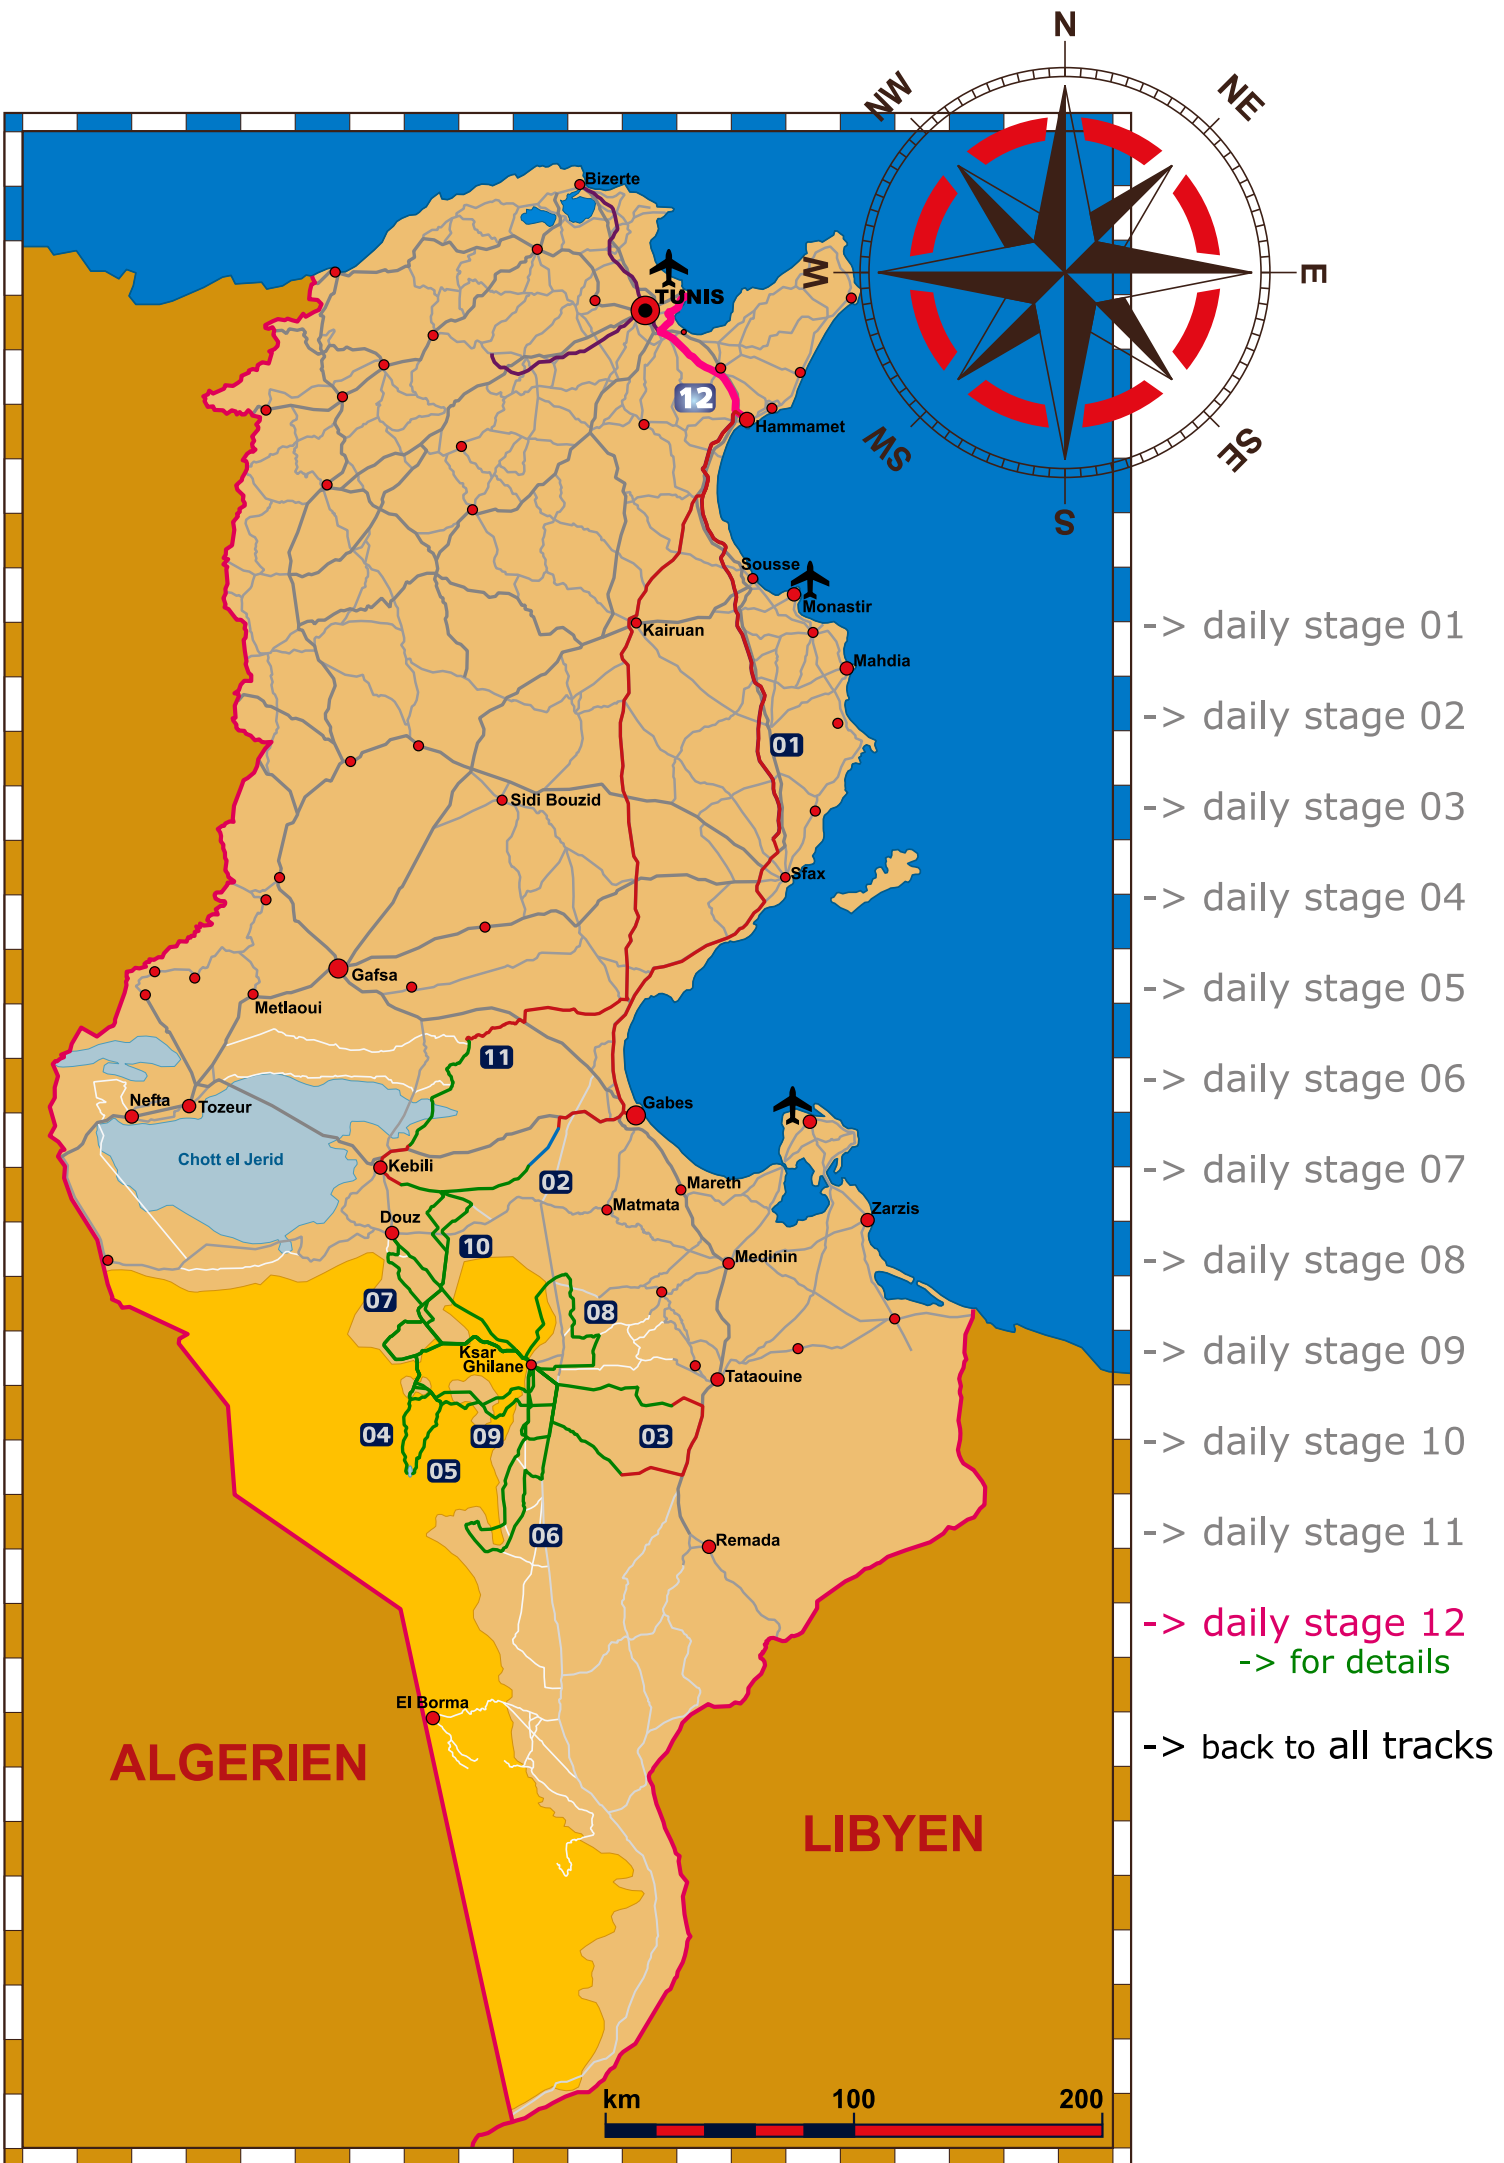 N
NW
NE
W
E
SW
SE
S
Bizerte
TUNIS
12
Hammamet
Sousse
Monastir
Kairuan
Mahdia
01
Sidi Bouzid
Sfax
Gafsa
Metlaoui
11
Nefta
Tozeur
Gabes
Chott el Jerid
Kebili
02
Mareth
Matmata
Douz
Zarzis
10
Medinin
07
08
Ksar
Ghilane
Tataouine
04
09
03
05
06
Remada
El Borma
ALGERIEN
LIBYEN
km 100 200
-> daily stage 01
-> daily stage 02
-> daily stage 03
-> daily stage 04
-> daily stage 05
-> daily stage 06
-> daily stage 07
-> daily stage 08
-> daily stage 09
-> daily stage 10
-> daily stage 11
-> daily stage 12
-> for details
-> back to all tracks